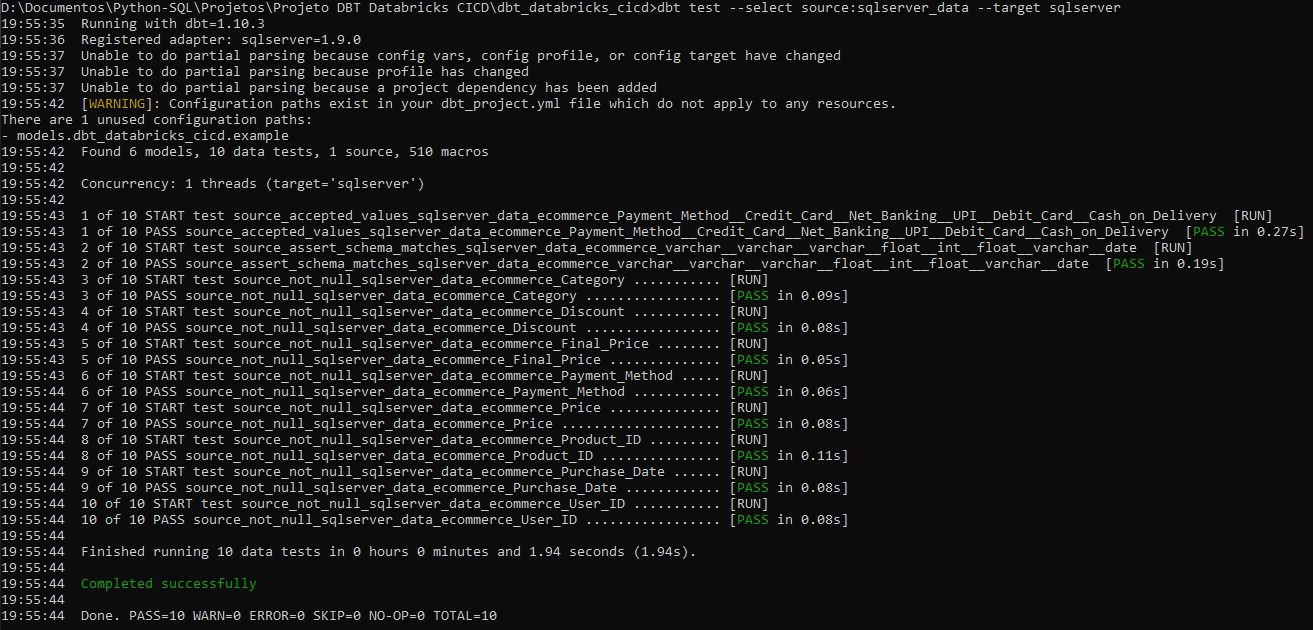 D:\Documentos\Python-SQL\Projetos\Projeto DBT Databricks CICD\dbt_databricks_cicd>dbt test --select source:sqlserver_data --target sqlserver
19:55:35  Running with dbt=1.10.3
19:55:36  Registered adapter: sqlserver=1.9.0
19:55:37  Unable to do partial parsing because config vars, config profile, or config target have changed
19:55:37  Unable to do partial parsing because profile has changed
19:55:37  Unable to do partial parsing because a project dependency has been added
19:55:42  [WARNING]: Configuration paths exist in your dbt_project.yml file which do not apply to any resources.
There are 1 unused configuration paths:
- models.dbt_databricks_cicd.example
19:55:42  Found 6 models, 10 data tests, 1 source, 510 macros
19:55:42
19:55:42  Concurrency: 1 threads (target='sqlserver')
19:55:42
19:55:43  1 of 10 START test source_accepted_values_sqlserver_data_ecommerce_Payment_Method__Credit_Card__Net_Banking__UPI__Debit_Card__Cash_on_Delivery  [RUN]
19:55:43  1 of 10 PASS source_accepted_values_sqlserver_data_ecommerce_Payment_Method__Credit_Card__Net_Banking__UPI__Debit_Card__Cash_on_Delivery  [PASS in 0.27s]
19:55:43  2 of 10 START test source_assert_schema_matches_sqlserver_data_ecommerce_varchar__varchar__varchar__float__int__float__varchar__date  [RUN]
19:55:43  2 of 10 PASS source_assert_schema_matches_sqlserver_data_ecommerce_varchar__varchar__varchar__float__int__float__varchar__date  [PASS in 0.19s]
19:55:43  3 of 10 START test source_not_null_sqlserver_data_ecommerce_Category ........... [RUN]
19:55:43  3 of 10 PASS source_not_null_sqlserver_data_ecommerce_Category ................. [PASS in 0.09s]
19:55:43  4 of 10 START test source_not_null_sqlserver_data_ecommerce_Discount ........... [RUN]
19:55:43  4 of 10 PASS source_not_null_sqlserver_data_ecommerce_Discount ................. [PASS in 0.08s]
19:55:43  5 of 10 START test source_not_null_sqlserver_data_ecommerce_Final_Price ........ [RUN]
19:55:43  5 of 10 PASS source_not_null_sqlserver_data_ecommerce_Final_Price .............. [PASS in 0.05s]
19:55:43  6 of 10 START test source_not_null_sqlserver_data_ecommerce_Payment_Method ..... [RUN]
19:55:44  6 of 10 PASS source_not_null_sqlserver_data_ecommerce_Payment_Method ........... [PASS in 0.06s]
19:55:44  7 of 10 START test source_not_null_sqlserver_data_ecommerce_Price .............. [RUN]
19:55:44  7 of 10 PASS source_not_null_sqlserver_data_ecommerce_Price .................... [PASS in 0.08s]
19:55:44  8 of 10 START test source_not_null_sqlserver_data_ecommerce_Product_ID ......... [RUN]
19:55:44  8 of 10 PASS source_not_null_sqlserver_data_ecommerce_Product_ID ............... [PASS in 0.11s]
19:55:44  9 of 10 START test source_not_null_sqlserver_data_ecommerce_Purchase_Date ...... [RUN]
19:55:44  9 of 10 PASS source_not_null_sqlserver_data_ecommerce_Purchase_Date ............ [PASS in 0.08s]
19:55:44  10 of 10 START test source_not_null_sqlserver_data_ecommerce_User_ID ........... [RUN]
19:55:44  10 of 10 PASS source_not_null_sqlserver_data_ecommerce_User_ID ................. [PASS in 0.08s]
19:55:44
19:55:44  Finished running 10 data tests in 0 hours 0 minutes and 1.94 seconds (1.94s).
19:55:44
19:55:44  Completed successfully
19:55:44
19:55:44  Done. PASS=10 WARN=0 ERROR=0 SKIP=0 NO-OP=0 TOTAL=10